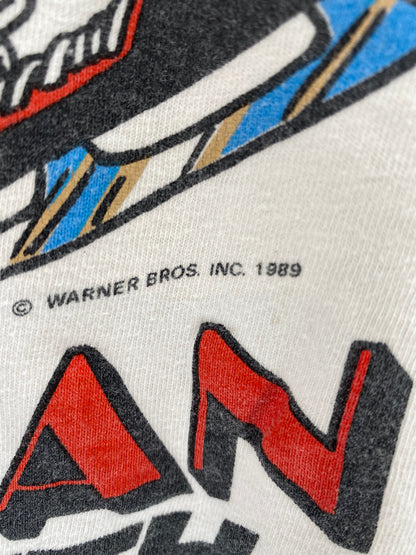 © WARNER BROS. INC. 1989
AN